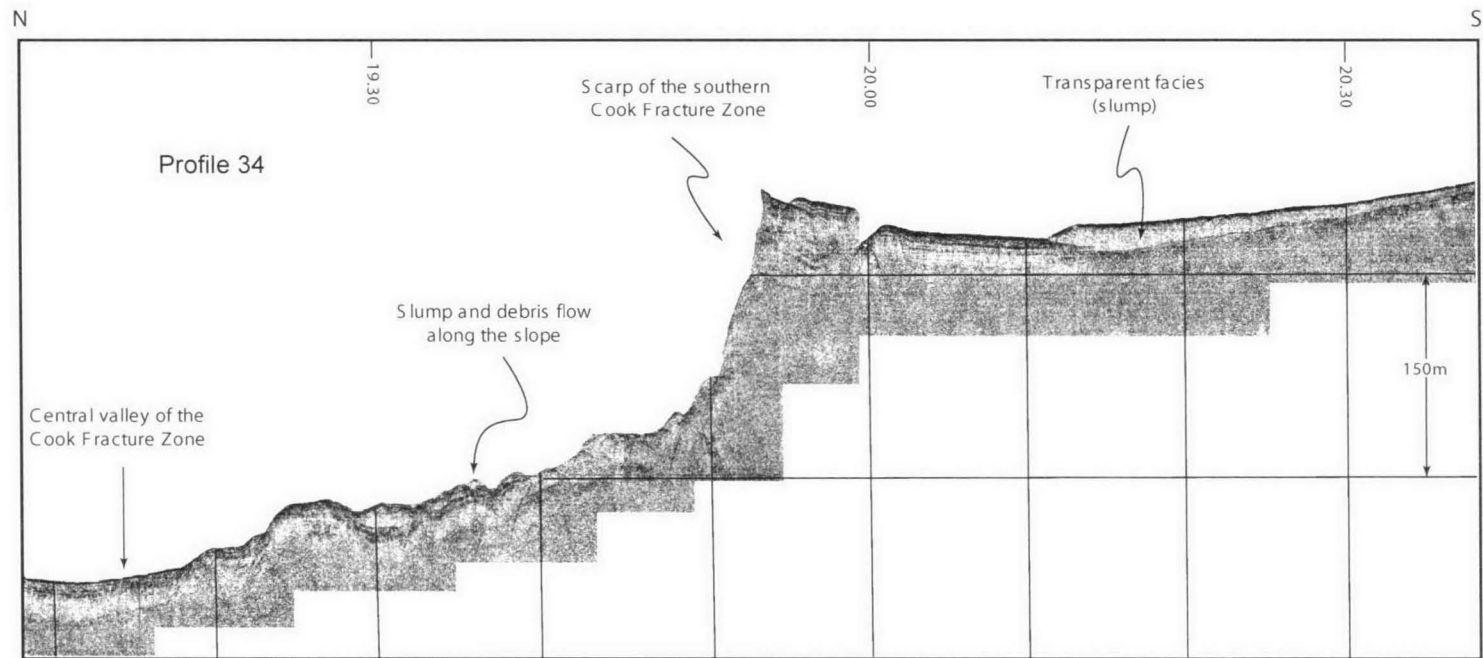 N
S
19.30
20.00
20.30
Scarp of the southern
Cook Fracture Zone
Transparent facies
(slump)
Profile 34
Slump and debris flow
along the slope
150m
Central valley of the
Cook Fracture Zone